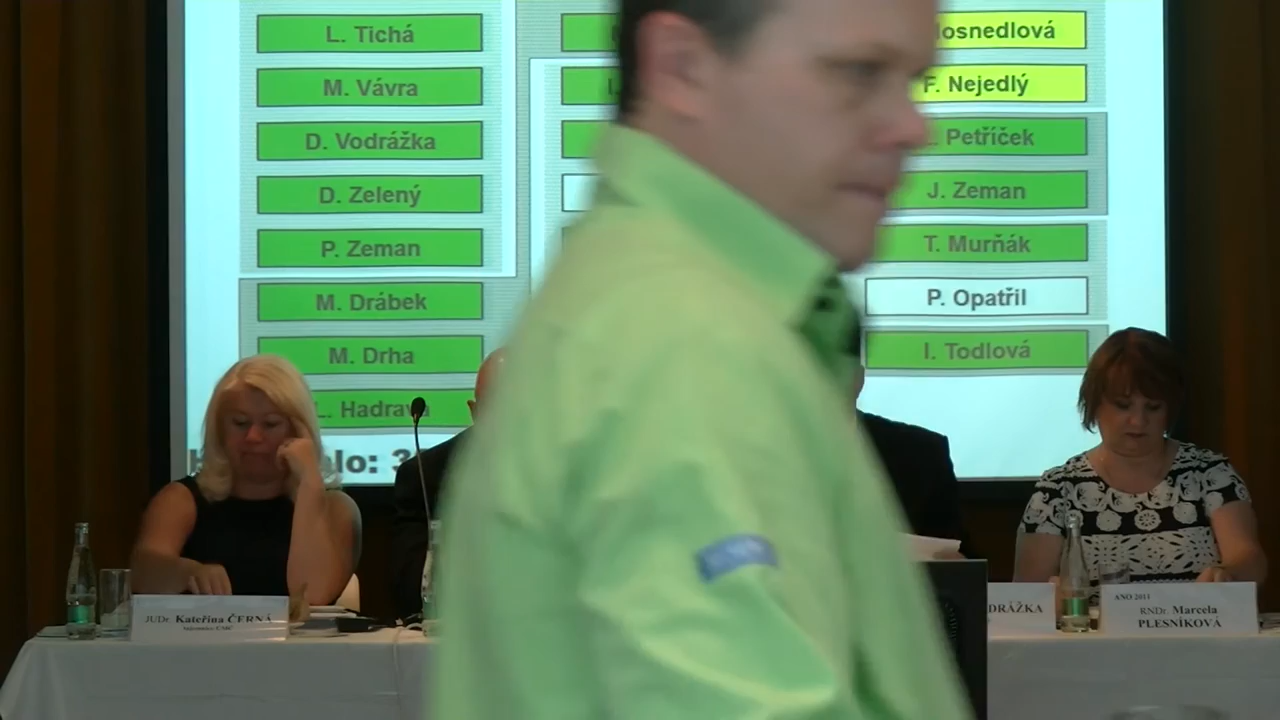 L. Tichá
M. Vávra
D. Vodrážka
D. Zelený
P. Zeman
M. Drábek
M. Drha
L. Hadrava
F. Nejedlý
Petříček
J. Zeman
T. Murňák
P. Opatřil
I. Todlová
JUDr. Kateřina ČERNÁ
DRÁŽKA
ANO 2011
RNDr. Marcela
PLESNÍKOVÁ